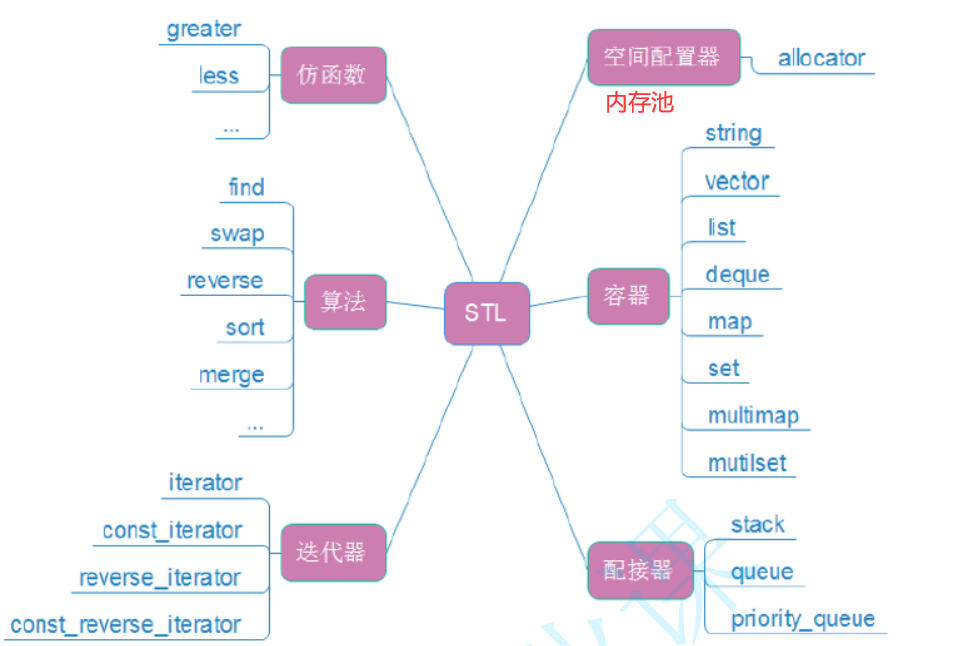 greater
less
...
仿函数
find
swap
reverse
sort
merge
...
算法
iterator
const_iterator
reverse_iterator
const_reverse_iterator
迭代器
STL
空间配置器
内存池
allocator
容器
string
vector
list
deque
map
set
multimap
mutilset
配接器
stack
queue
priority_queue
课